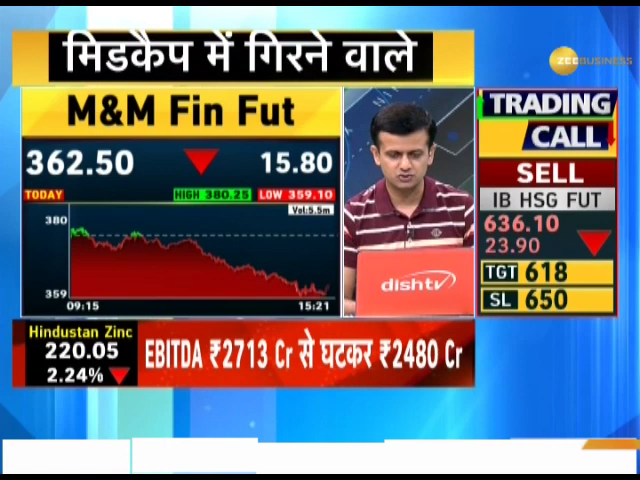 मिडकैप में गिरने वाले
ZEEBUSINESS
M&M Fin Fut
362.50 15.80
TODAY HIGH 380.25 LOW 359.10
Vol:5.5m
380
359
09:15 15:21
dishtv
TRADING
CALL
SELL
IB HSG FUT
636.10
23.90
TGT 618
SL 650
Hindustan Zinc
220.05
2.24%
EBITDA ₹2713 Cr से घटकर ₹2480 Cr